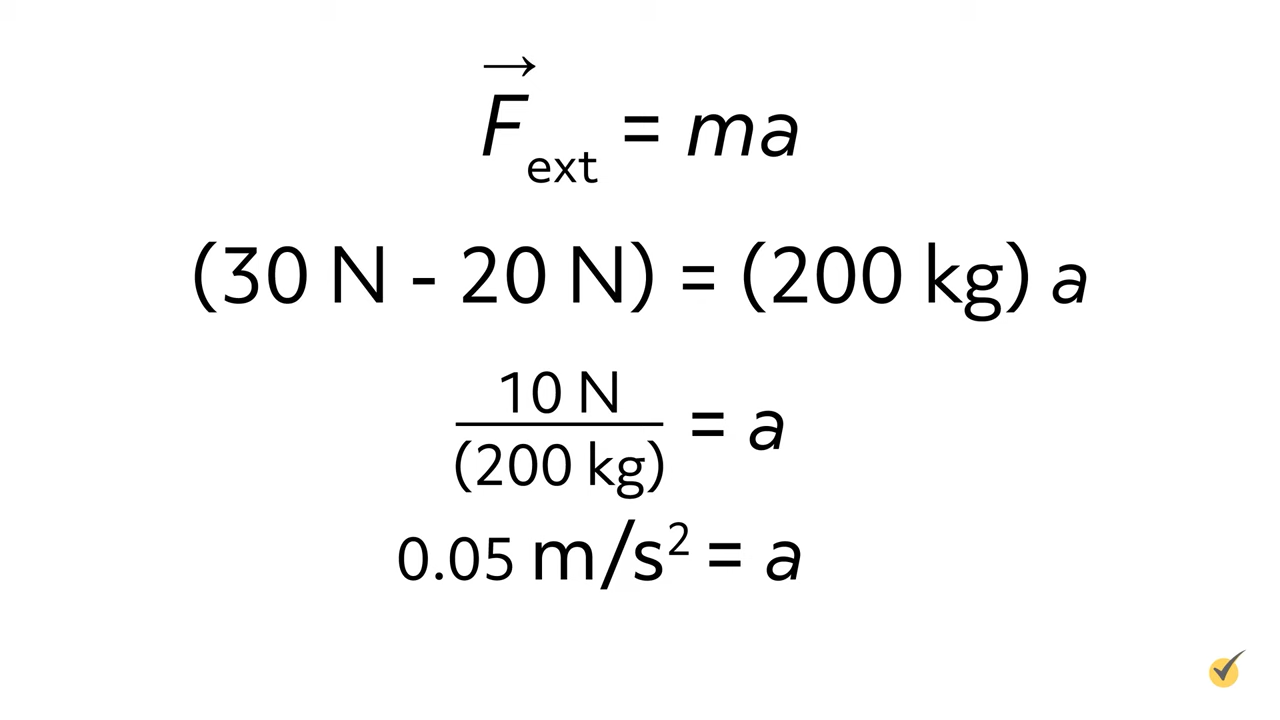 F⃗ext = ma
(30 N - 20 N) = (200 kg) a
10 N
(200 kg) = a
0.05 m/s² = a